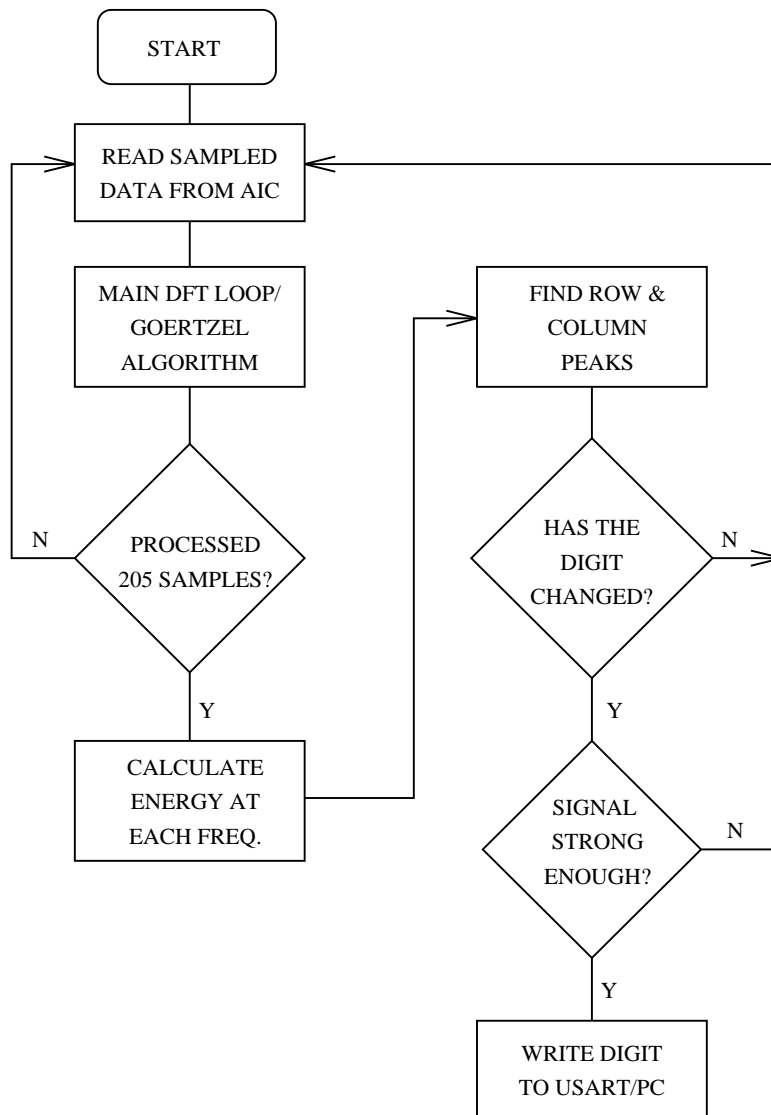 START
READ SAMPLED
DATA FROM AIC
MAIN DFT LOOP/
GOERTZEL
ALGORITHM
N
PROCESSED
205 SAMPLES?
Y
CALCULATE
ENERGY AT
EACH FREQ.
FIND ROW &
COLUMN
PEAKS
HAS THE
DIGIT
CHANGED?
N
Y
SIGNAL
STRONG
ENOUGH?
N
Y
WRITE DIGIT
TO USART/PC